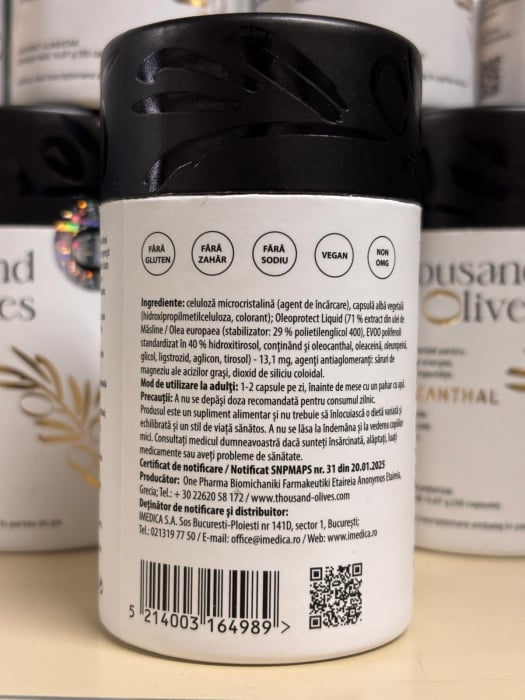 FĂRĂ
GLUTEN
FĂRĂ
ZAHĂR
FĂRĂ
SODIU
VEGAN
NON
OMG
Ingrediente: celuloză microcristalină (agent de încărcare), capsulă albă vegetală
(hidroxipropilmetilceluloza, colorant); Oleoprotect Liquid (71 % extract din ulei de
Măsline / Olea europaea (stabilizator: 29 % polietilenglicol 400), EVOO polifenoli
standardizat în 40 % hidroxitirosol, conținând și oleocanthal, oleaceină, oleuropeină,
glicol, ligstrozid, aglicon, tirosol) - 13,1 mg, agenți antiaglomeranți: săruri de
magneziu ale acizilor grași, dioxid de siliciu coloidal.
Mod de utilizare la adulți: 1-2 capsule pe zi, înainte de mese cu un pahar cu apă.
Precauții: A nu se depăși doza recomandată pentru consumul zilnic.
Produsul este un supliment alimentar și nu trebuie să înlocuiască o dietă variată și
echilibrată și un stil de viață sănătos. A nu se lăsa la îndemâna și la vederea copiilor
mici. Consultați medicul dumneavoastră dacă sunteți însărcinată, alăptați, luați
medicamente sau aveți probleme de sănătate.
Certificat de notificare / Notificat SNPMAPS nr. 31 din 20.01.2025
Producător: One Pharma Biomichaniki Farmakeutiki Etaireia Anonymos Etaireia,
Grecia; Tel.: + 30 22620 58 172 / www.thousand-olives.com
Deținător de notificare și distribuitor:
IMEDICA S.A. Sos Bucuresti-Ploiesti nr 141D, sector 1, București;
Tel.: 021319 77 50 / E-mail: office@imedica.ro / Web: www.imedica.ro
5 214003 164989 >
nd
ves
ousand
Olives
CANTHAL